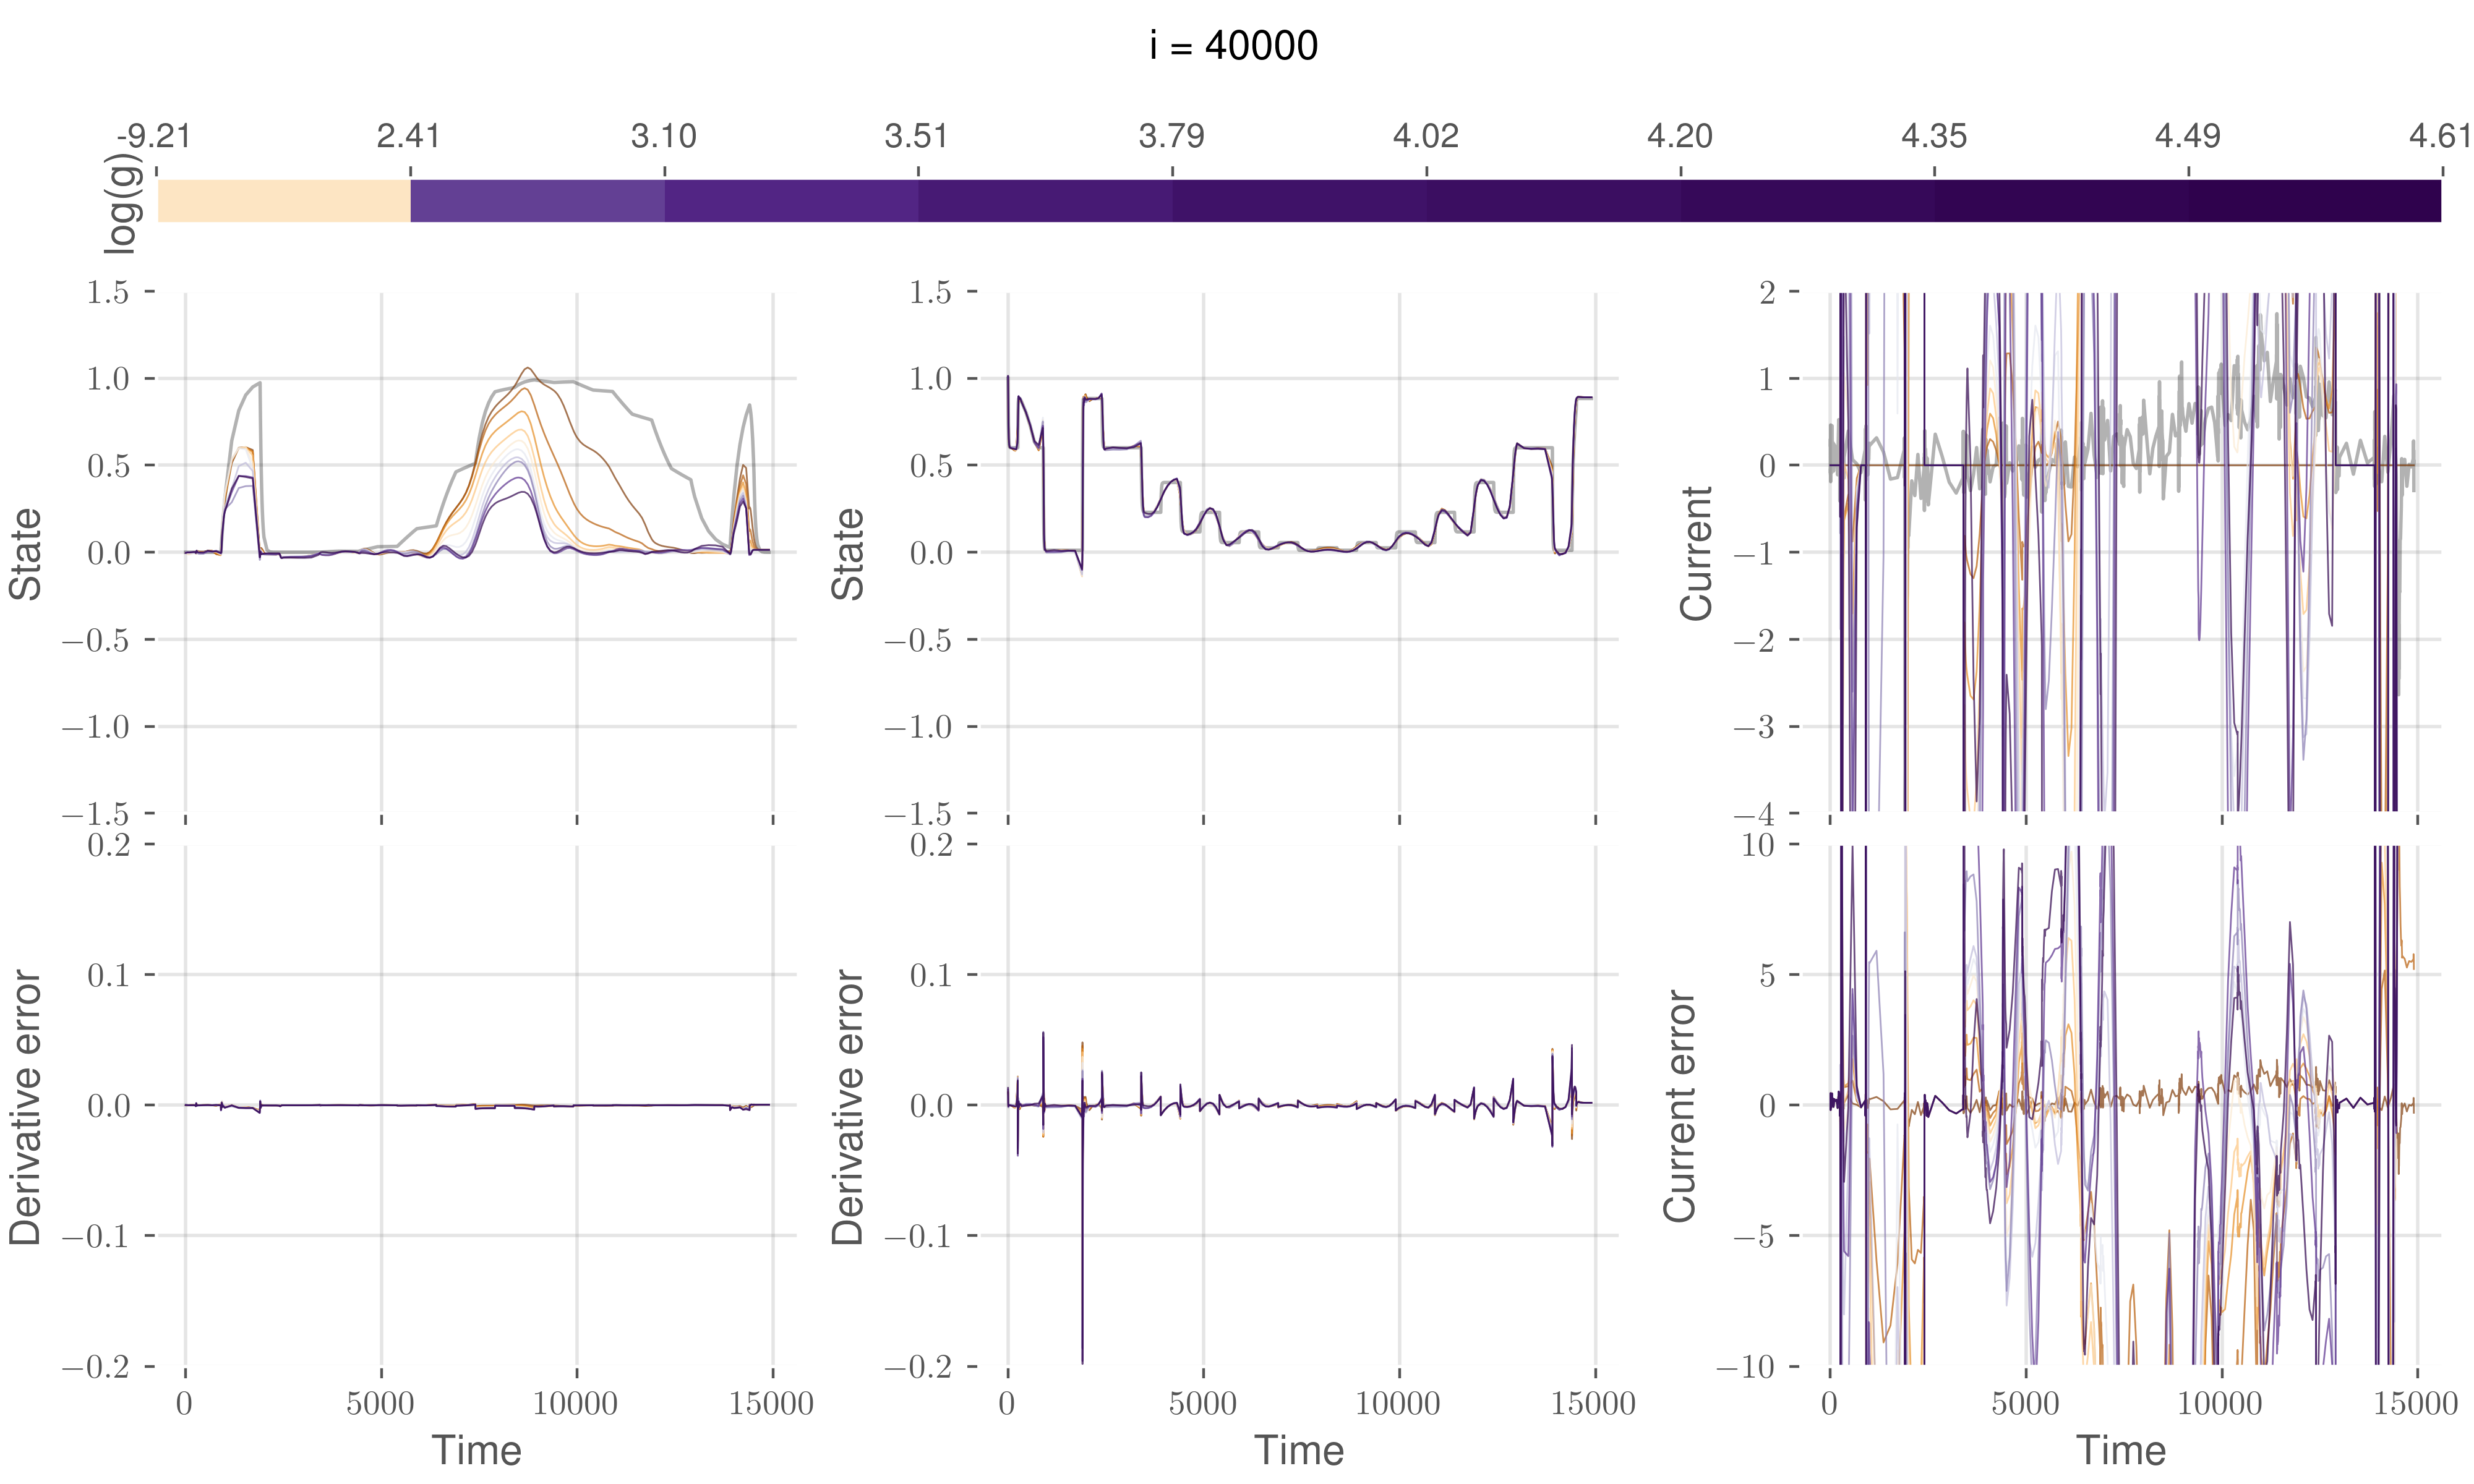 i = 40000
-9.21 2.41 3.10 3.51 3.79 4.02 4.20 4.35 4.49 4.61
log(g)
1.5 1.0 0.5 0.0 −0.5 −1.0 −1.5
State
1.5 1.0 0.5 0.0 −0.5 −1.0 −1.5
State
2 1 0 −1 −2 −3 −4
Current
0.2 0.1 0.0 −0.1 −0.2
Derivative error
0.2 0.1 0.0 −0.1 −0.2
Derivative error
10 5 0 −5 −10
Current error
0 5000 10000 15000
Time
0 5000 10000 15000
Time
0 5000 10000 15000
Time